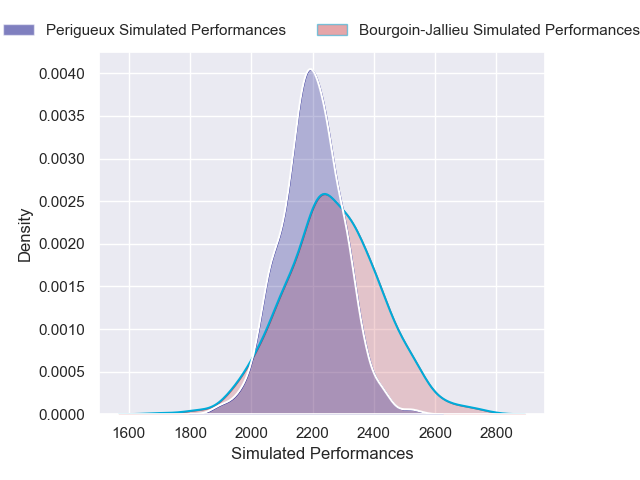 Perigueux Simulated Performances
Bourgoin-Jallieu Simulated Performances
0.0040
0.0035
0.0030
0.0025
0.0020
0.0015
0.0010
0.0005
0.0000
Density
1600 1800 2000 2200 2400 2600 2800
Simulated Performances